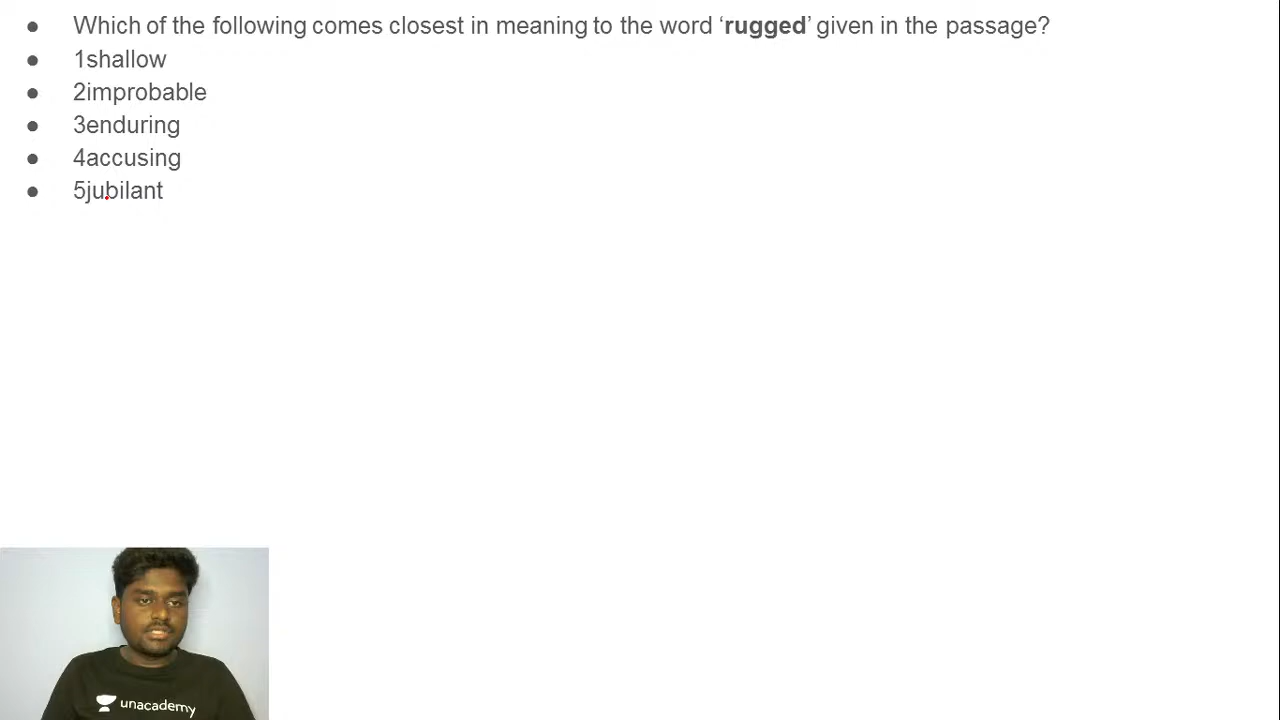 Which of the following comes closest in meaning to the word ‘rugged’ given in the passage?
1shallow
2improbable
3enduring
4accusing
5jubilant
unacademy